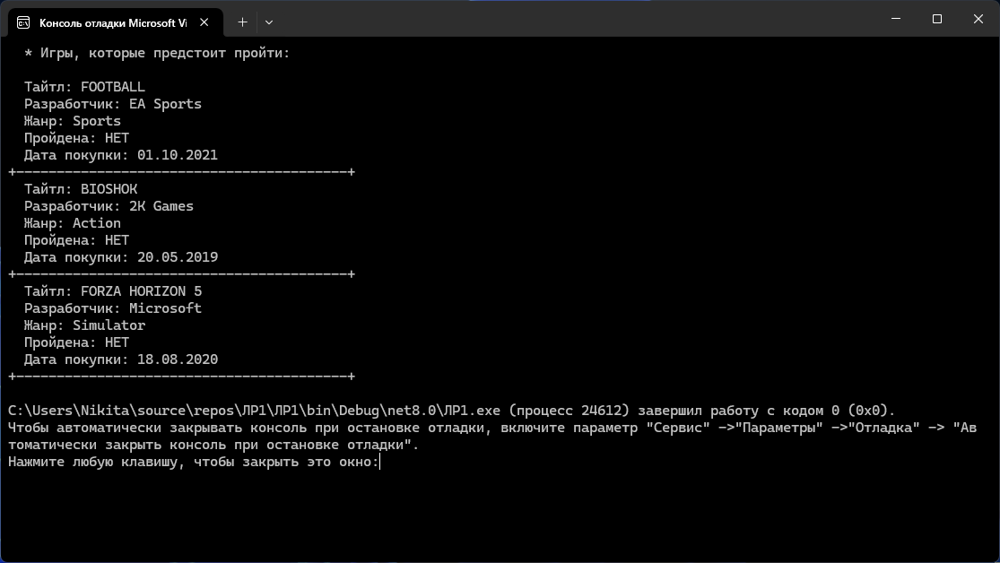 Консоль отладки Microsoft Vi
* Игры, которые предстоит пройти:
Тайтл: FOOTBALL
Разработчик: EA Sports
Жанр: Sports
Пройдена: НЕТ
Дата покупки: 01.10.2021
+-----------------------------------------+
Тайтл: BIOSHOK
Разработчик: 2K Games
Жанр: Action
Пройдена: НЕТ
Дата покупки: 20.05.2019
+-----------------------------------------+
Тайтл: FORZA HORIZON 5
Разработчик: Microsoft
Жанр: Simulator
Пройдена: НЕТ
Дата покупки: 18.08.2020
+-----------------------------------------+
C:\Users\Nikita\source\repos\ЛР1\ЛР1\bin\Debug\net8.0\ЛР1.exe (процесс 24612) завершил работу с кодом 0 (0x0).
Чтобы автоматически закрывать консоль при остановке отладки, включите параметр "Сервис" ->"Параметры" ->"Отладка" -> "Ав
томатически закрыть консоль при остановке отладки".
Нажмите любую клавишу, чтобы закрыть это окно: